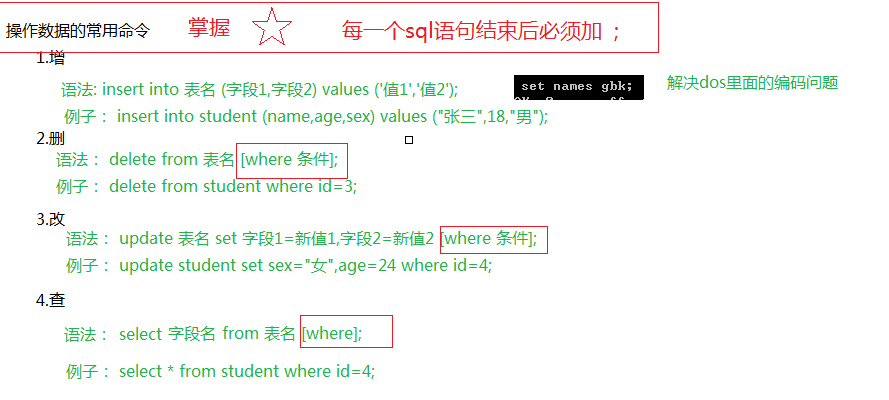 操作数据的常用命令 掌握 每一个sql语句结束后必须加 ;
1.增
语法: insert into 表名 (字段1,字段2) values ('值1','值2'); set names gbk; 解决dos里面的编码问题
例子： insert into student (name,age,sex) values ("张三",18,"男");
2.删
语法： delete from 表名 [where 条件];
例子： delete from student where id=3;
3.改
语法： update 表名 set 字段1=新值1,字段2=新值2 [where 条件];
例子： update student set sex="女",age=24 where id=4;
4.查
语法： select 字段名 from 表名 [where];
例子： select * from student where id=4;